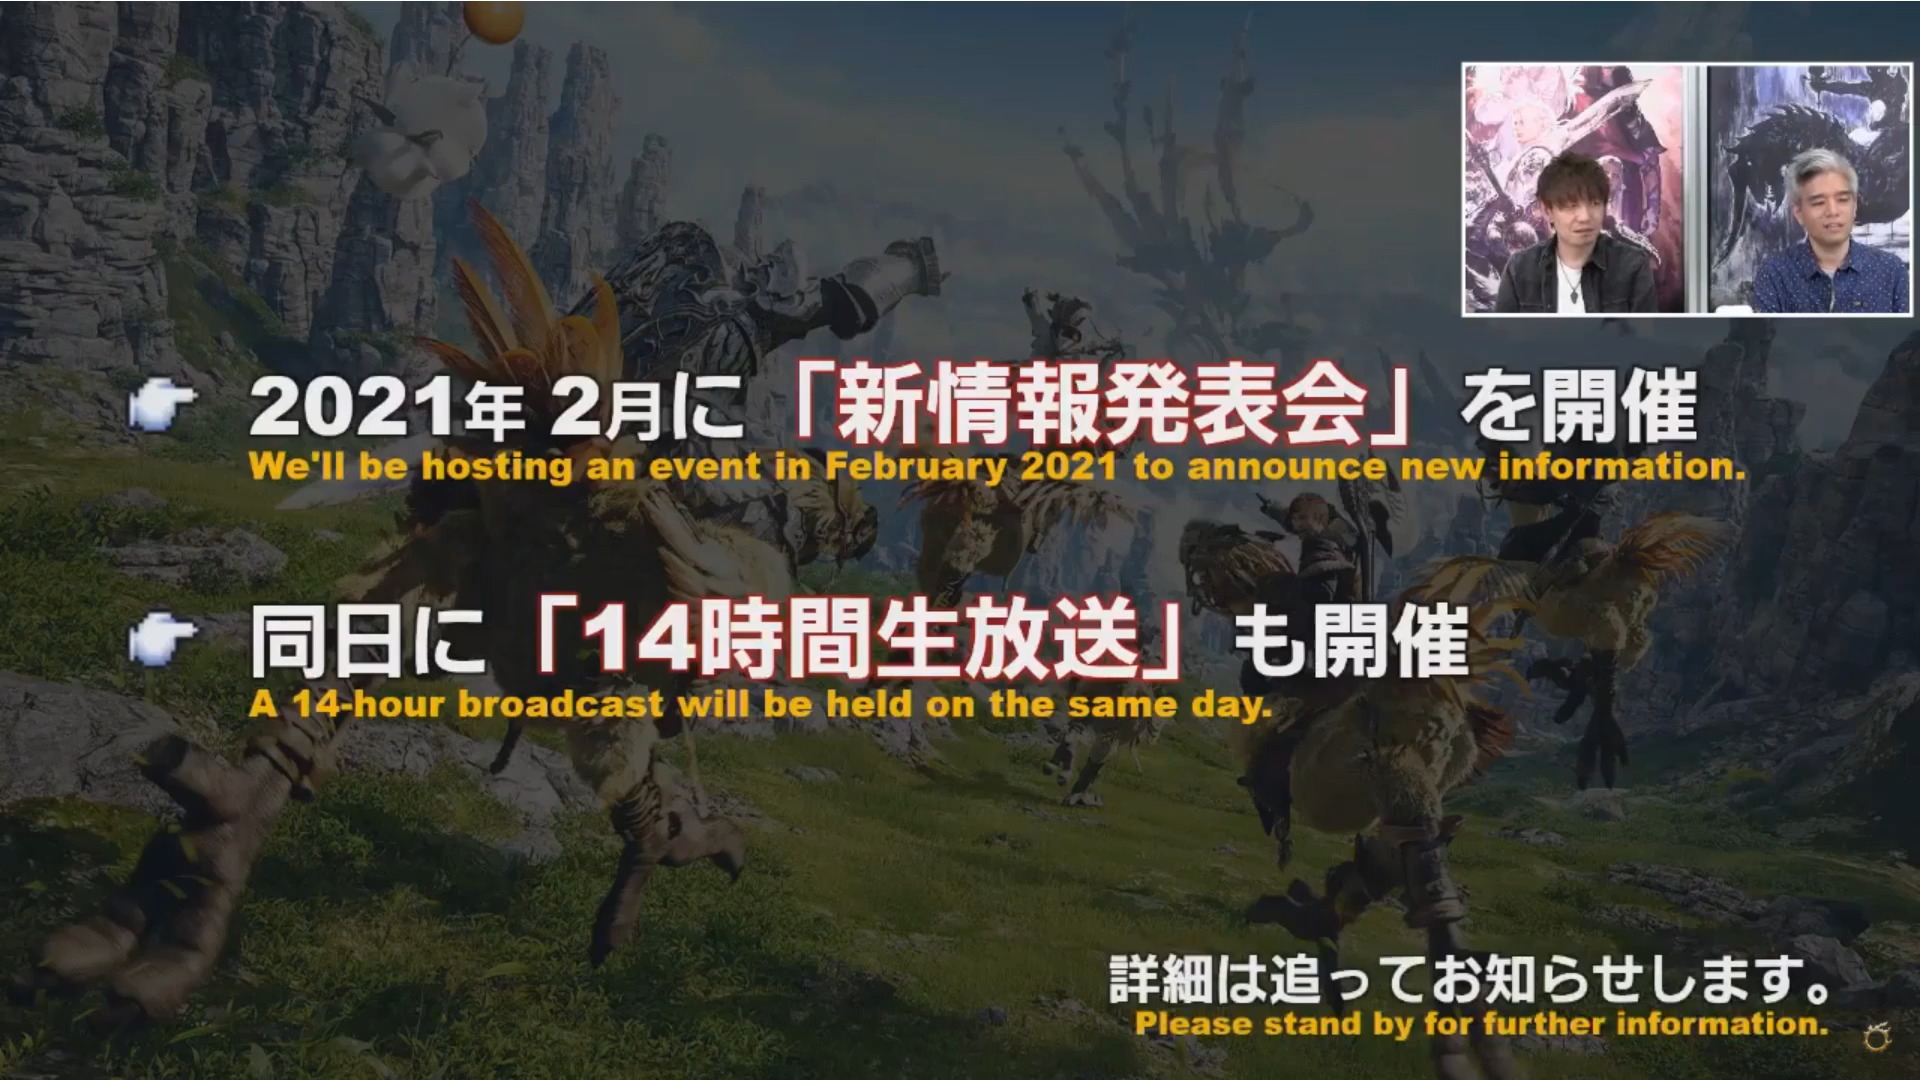 2021年 2月に「新情報発表会」を開催
We'll be hosting an event in February 2021 to announce new information.
同日に「14時間生放送」も開催
A 14-hour broadcast will be held on the same day.
詳細は追ってお知らせします。
Please stand by for further information.